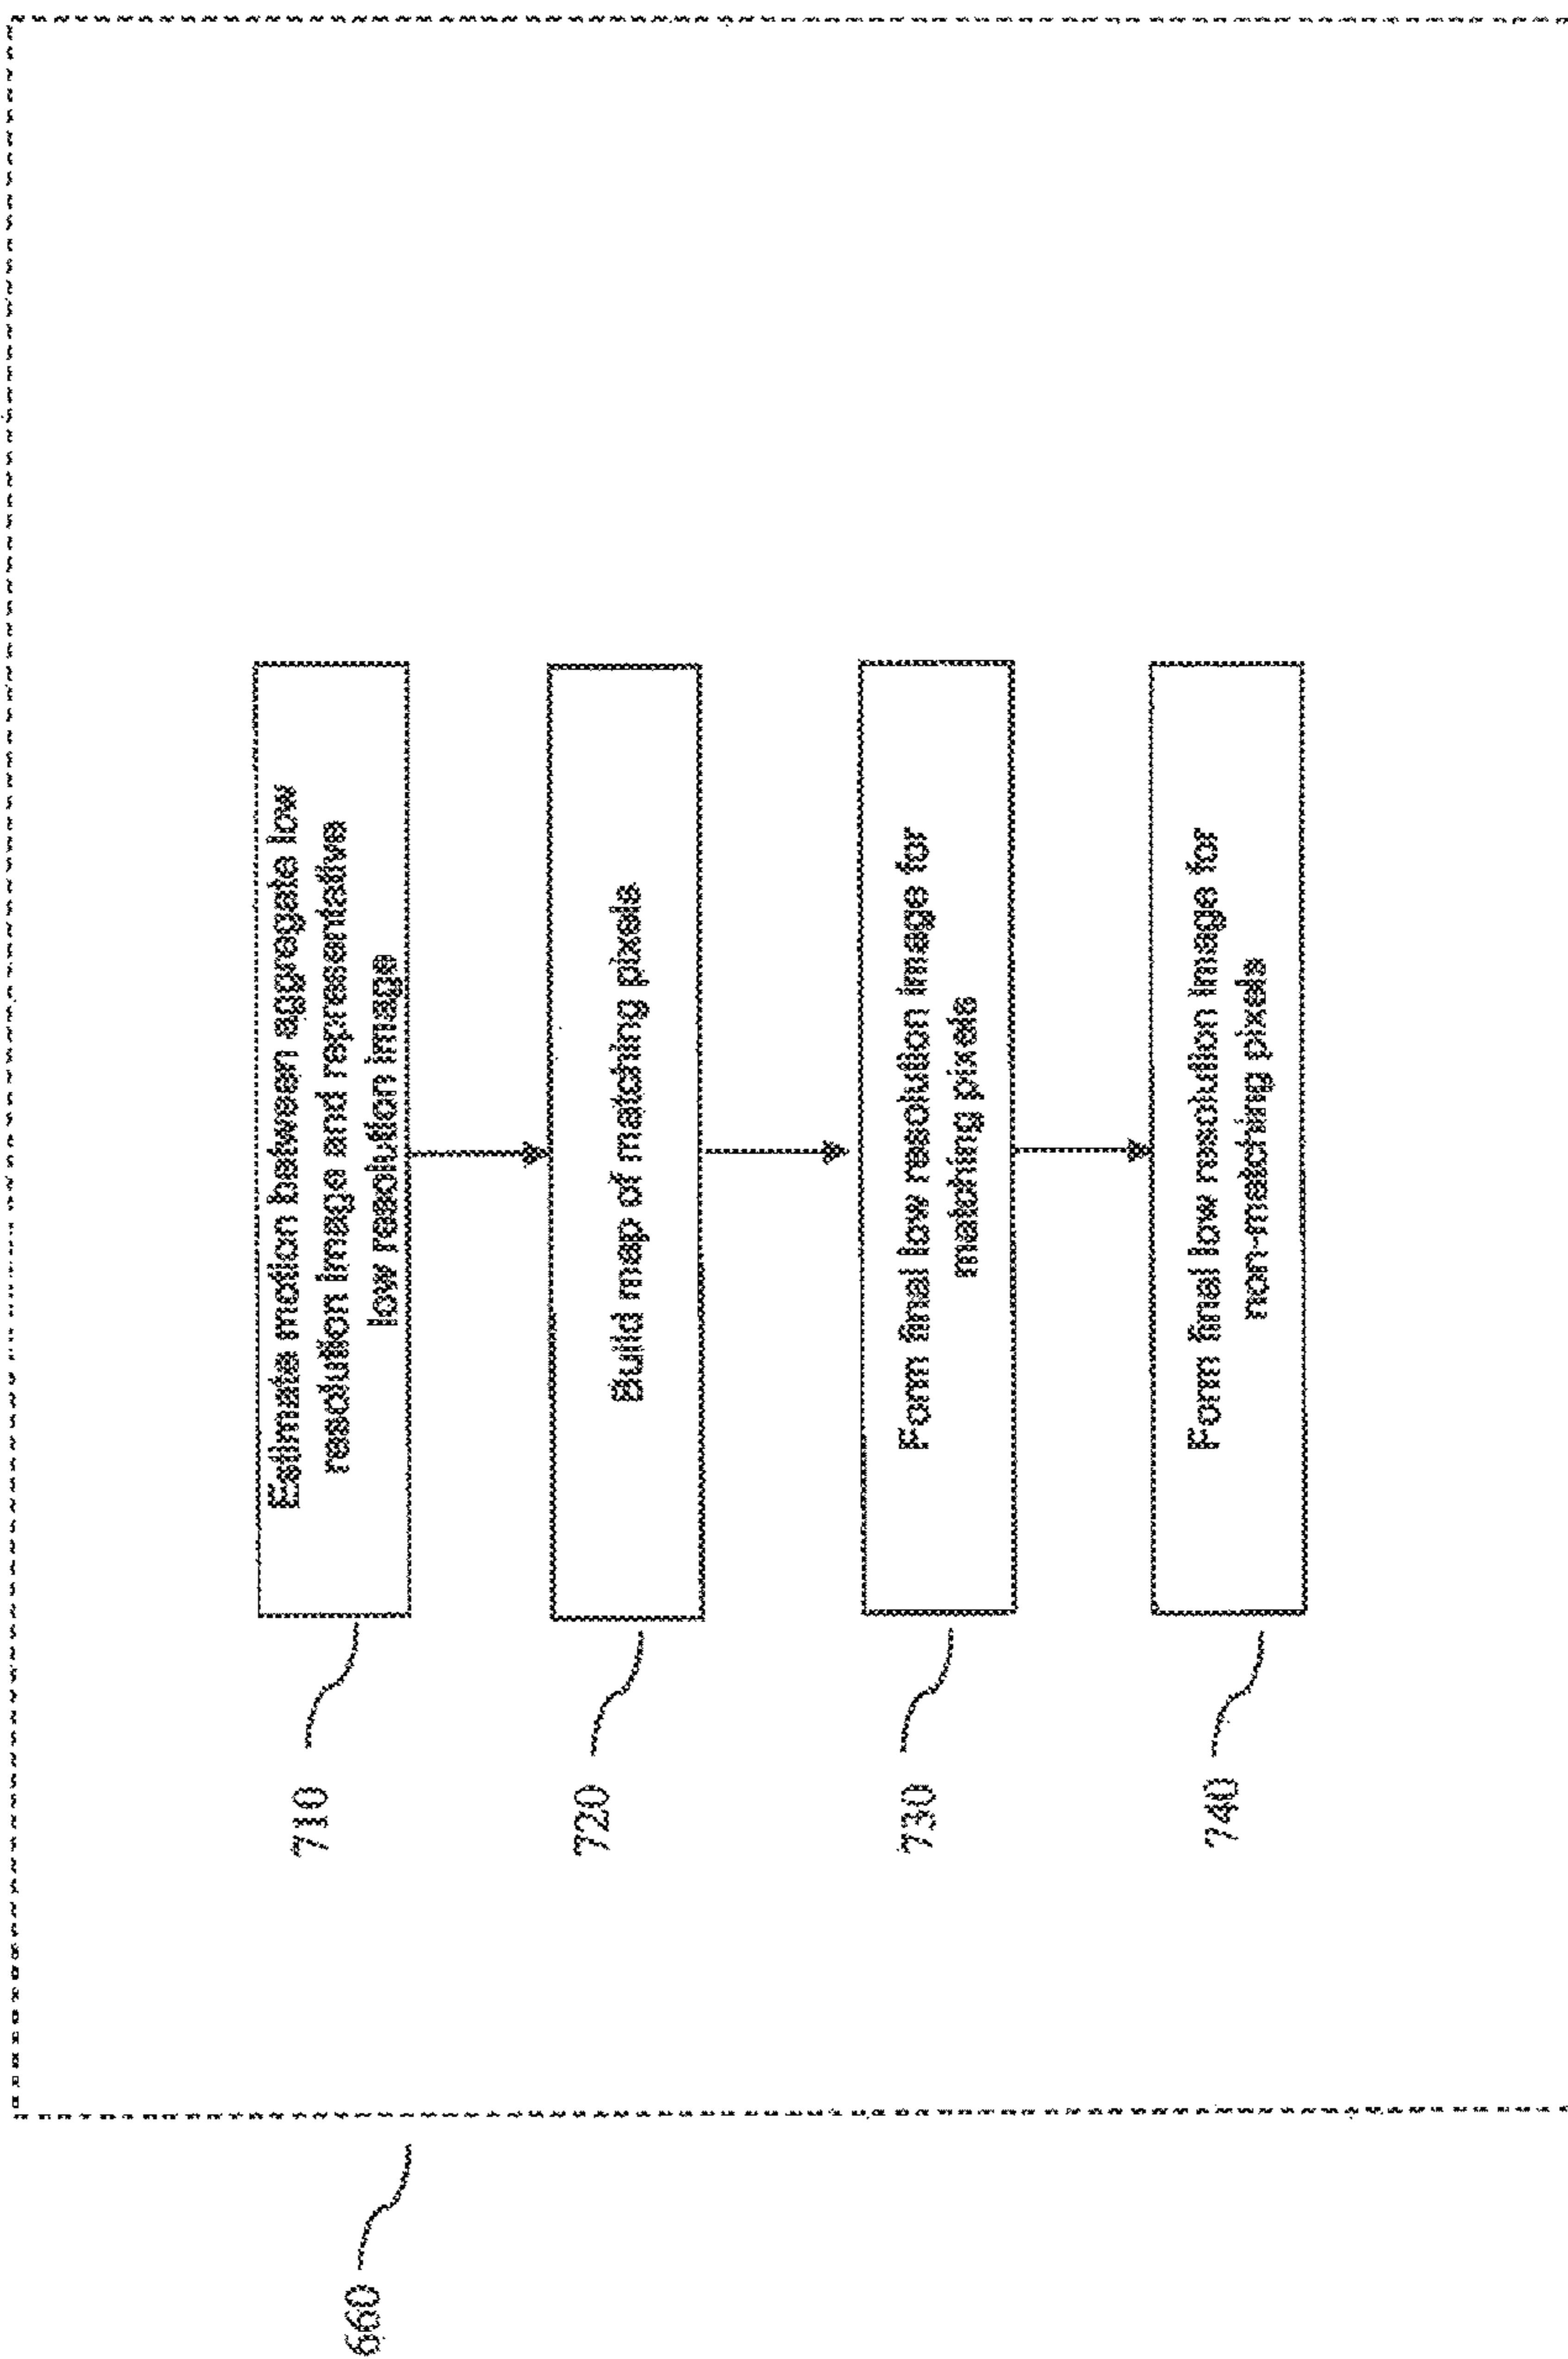 660
710
Estimate motion between aggregate low
resolution image and representative
low resolution image
720
Build map of matching pixels
730
Form final low resolution image for
matching pixels
740
Form final low resolution image for
non-matching pixels